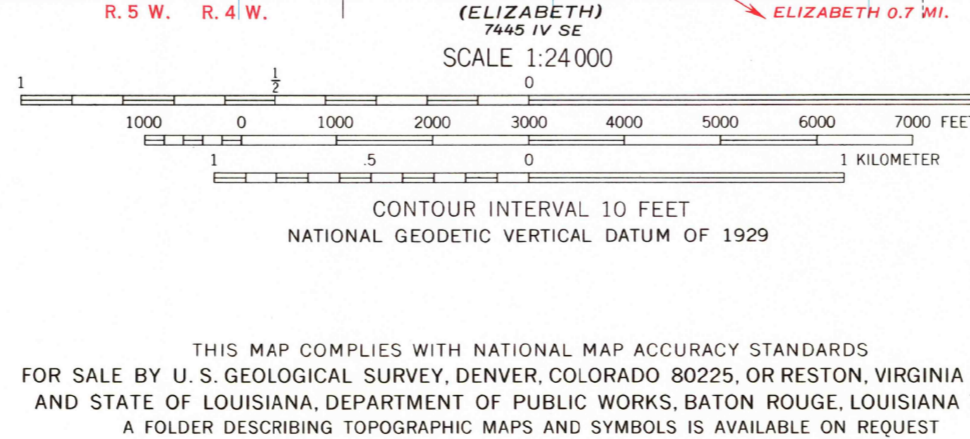 R. 5 W. R. 4 W. (ELIZABETH) ELIZABETH 0.7 MI.
7445 IV SE
SCALE 1:24 000
1 ½ 0
1000 0 1000 2000 3000 4000 5000 6000 7000 FEET
1 .5 0 1 KILOMETER
CONTOUR INTERVAL 10 FEET
NATIONAL GEODETIC VERTICAL DATUM OF 1929
THIS MAP COMPLIES WITH NATIONAL MAP ACCURACY STANDARDS
FOR SALE BY U. S. GEOLOGICAL SURVEY, DENVER, COLORADO 80225, OR RESTON, VIRGINIA
AND STATE OF LOUISIANA, DEPARTMENT OF PUBLIC WORKS, BATON ROUGE, LOUISIANA
A FOLDER DESCRIBING TOPOGRAPHIC MAPS AND SYMBOLS IS AVAILABLE ON REQUEST